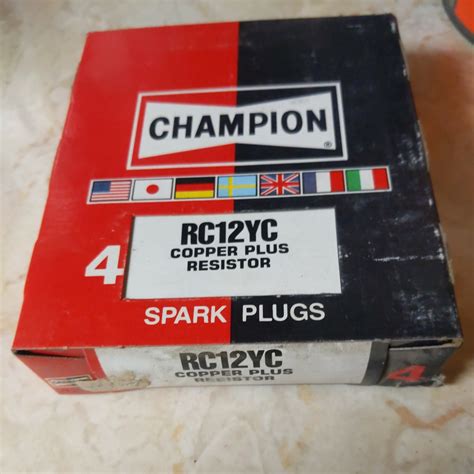 CHAMPION
®
RC12YC
COPPER PLUS
RESISTOR
4
SPARK PLUGS
RC12YC
COPPER PLUS
RESISTOR
4